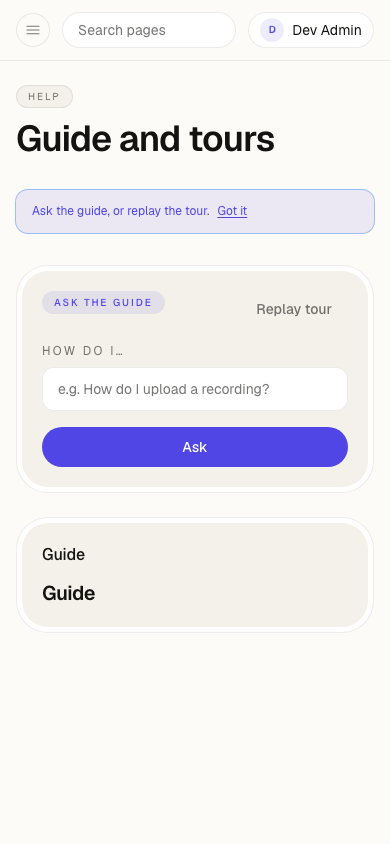 Search pages
D
Dev Admin
HELP
Guide and tours
Ask the guide, or replay the tour. Got it
ASK THE GUIDE
Replay tour
HOW DO I…
e.g. How do I upload a recording?
Ask
Guide
Guide